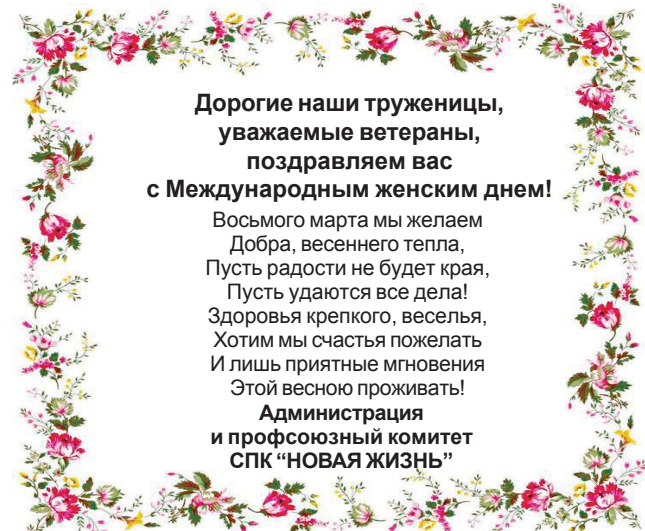 Дорогие наши труженицы,
уважаемые ветераны,
поздравляем вас
с Международным женским днем!
Восьмого марта мы желаем
Добра, весеннего тепла,
Пусть радости не будет края,
Пусть удаются все дела!
Здоровья крепкого, веселья,
Хотим мы счастья пожелать
И лишь приятные мгновения
Этой весною проживать!
Администрация
и профсоюзный комитет
СПК “НОВАЯ ЖИЗНЬ”